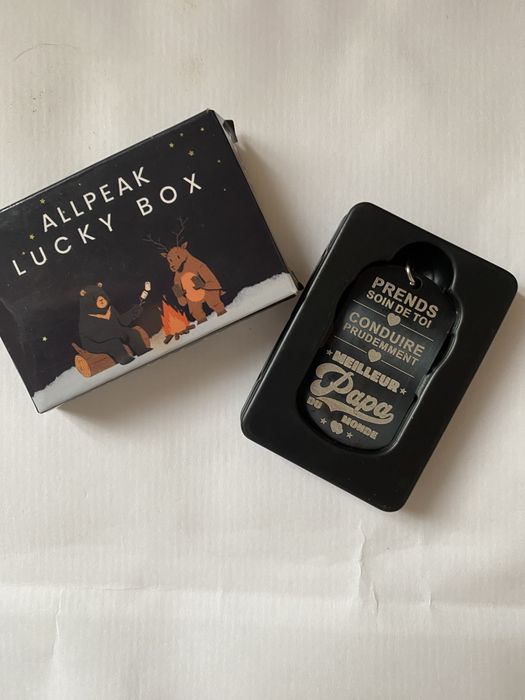 ALLPEAK
LUCKY BOX
PRENDS
SOIN DE TOI
CONDUIRE
PRUDEMMENT
MEILLEUR
Papa
DU MONDE